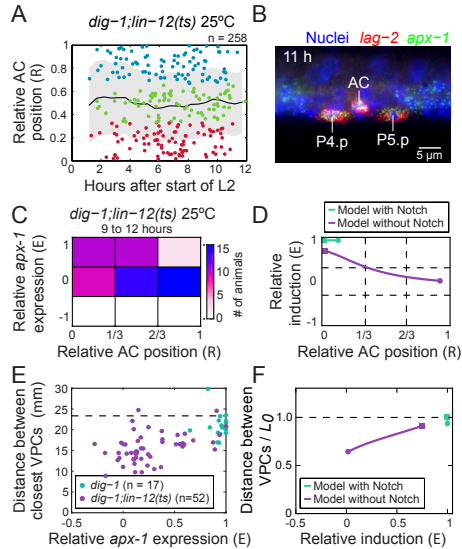 A
dig-1;lin-12(ts) 25ºC
n = 258
Relative AC
position (R)
1
0.8
0.6
0.4
0.2
0
0 2 4 6 8 10 12
Hours after start of L2
B
Nuclei lag-2 apx-1
11 h
AC
P4.p
P5.p
5 µm
C
dig-1;lin-12(ts) 25ºC
9 to 12 hours
Relative apx-1
expression (E)
1
0
-1
0 1/3 2/3 1
Relative AC position (R)
15
10
5
0
# of animals
D
Model with Notch
Model without Notch
Relative
induction (E)
1
0
-1
0 1/3 2/3 1
Relative AC position (R)
E
Distance between
closest VPCs (mm)
30
25
20
15
10
5
0
dig-1 (n = 17)
dig-1;lin-12(ts) (n=52)
-0.5 0 0.5 1
Relative apx-1 expression (E)
F
Distance between
VPCs / L0
1.0
0.5
0
Model with Notch
Model without Notch
-0.5 0 0.5 1
Relative induction (E)